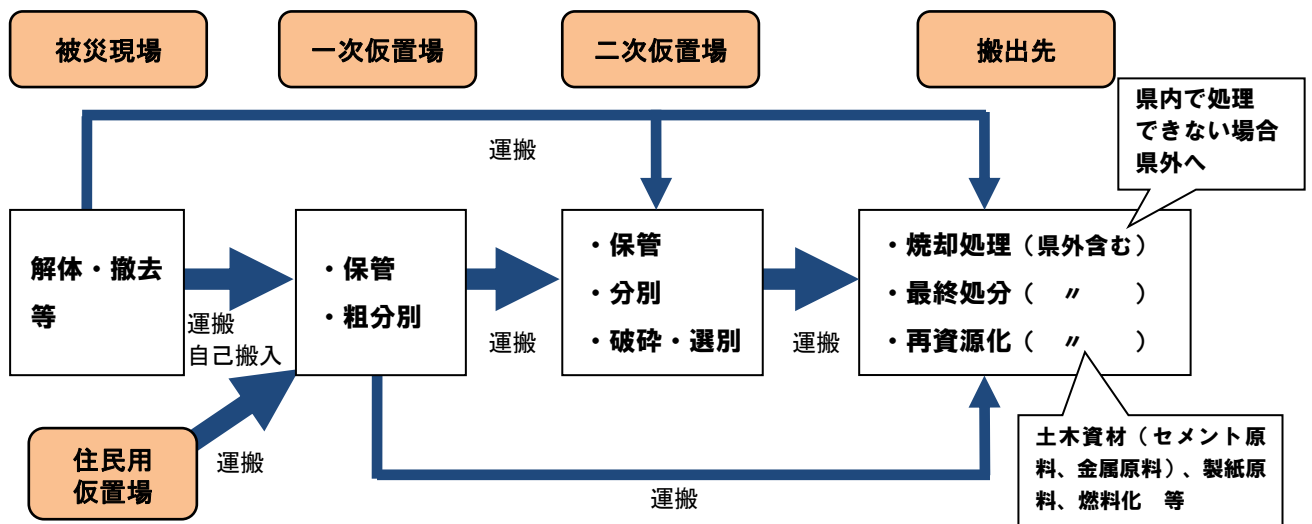 被災現場
一次仮置場
二次仮置場
搬出先
県内で処理
できない場合
県外へ
運搬
解体・撤去
等
運搬
自己搬入
・保管
・粗分別
運搬
・保管
・分別
・破砕・選別
運搬
・焼却処理（県外含む）
・最終処分（　〃　　）
・再資源化（　〃　　）
住民用
仮置場
運搬
運搬
土木資材（セメント原
料、金属原料）、製紙原
料、燃料化　等